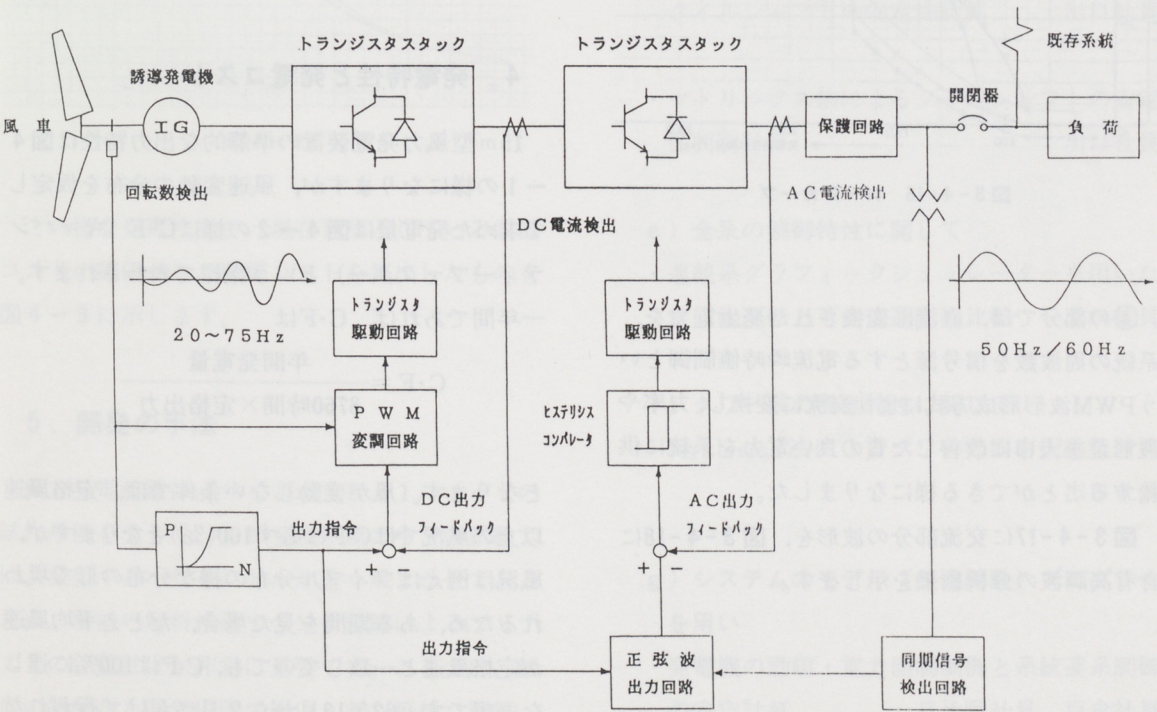 トランジスタスタック
トランジスタスタック
既存系統
誘導発電機
開閉器
風車
IG
保護回路
負荷
回転数検出
AC電流検出
DC電流検出
トランジスタ
駆動回路
トランジスタ
駆動回路
20~75Hz
50Hz/60Hz
PWM
変調回路
ヒステリシス
コンパレータ
DC出力
フィードバック
AC出力
フィードバック
P
N
出力指令
+ −
+ −
出力指令
正弦波
出力回路
同期信号
検出回路